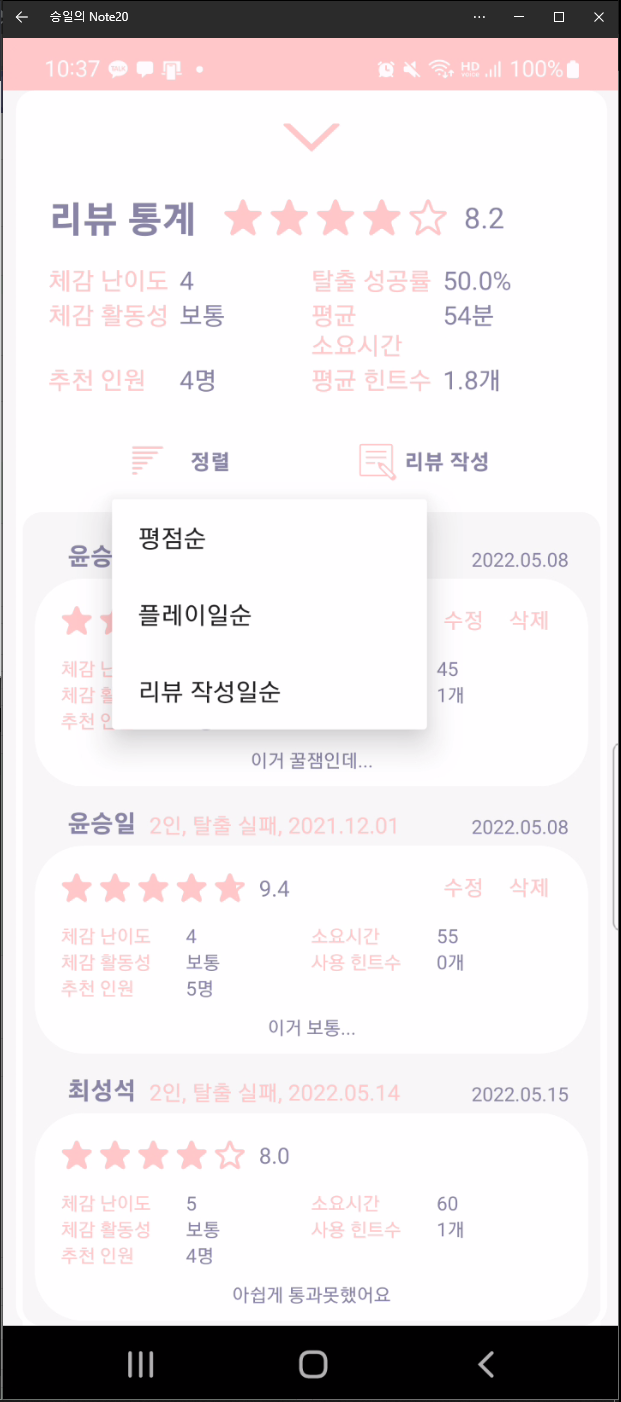 승일의 Note20
10:37 HD VOICE 100%
리뷰 통계 8.2
체감 난이도 4 탈출 성공률 50.0%
체감 활동성 보통 평균 소요시간 54분
추천 인원 4명 평균 힌트수 1.8개
정렬 리뷰 작성
평점순
플레이일순
리뷰 작성일순
윤승 2022.05.08
수정 삭제
체감 난 45
체감 활 1개
추천 인
이거 꿀잼인데...
윤승일 2인, 탈출 실패, 2021.12.01 2022.05.08
9.4 수정 삭제
체감 난이도 4 소요시간 55
체감 활동성 보통 사용 힌트수 0개
추천 인원 5명
이거 보통...
최성석 2인, 탈출 실패, 2022.05.14 2022.05.15
8.0
체감 난이도 5 소요시간 60
체감 활동성 보통 사용 힌트수 1개
추천 인원 4명
아쉽게 통과못했어요